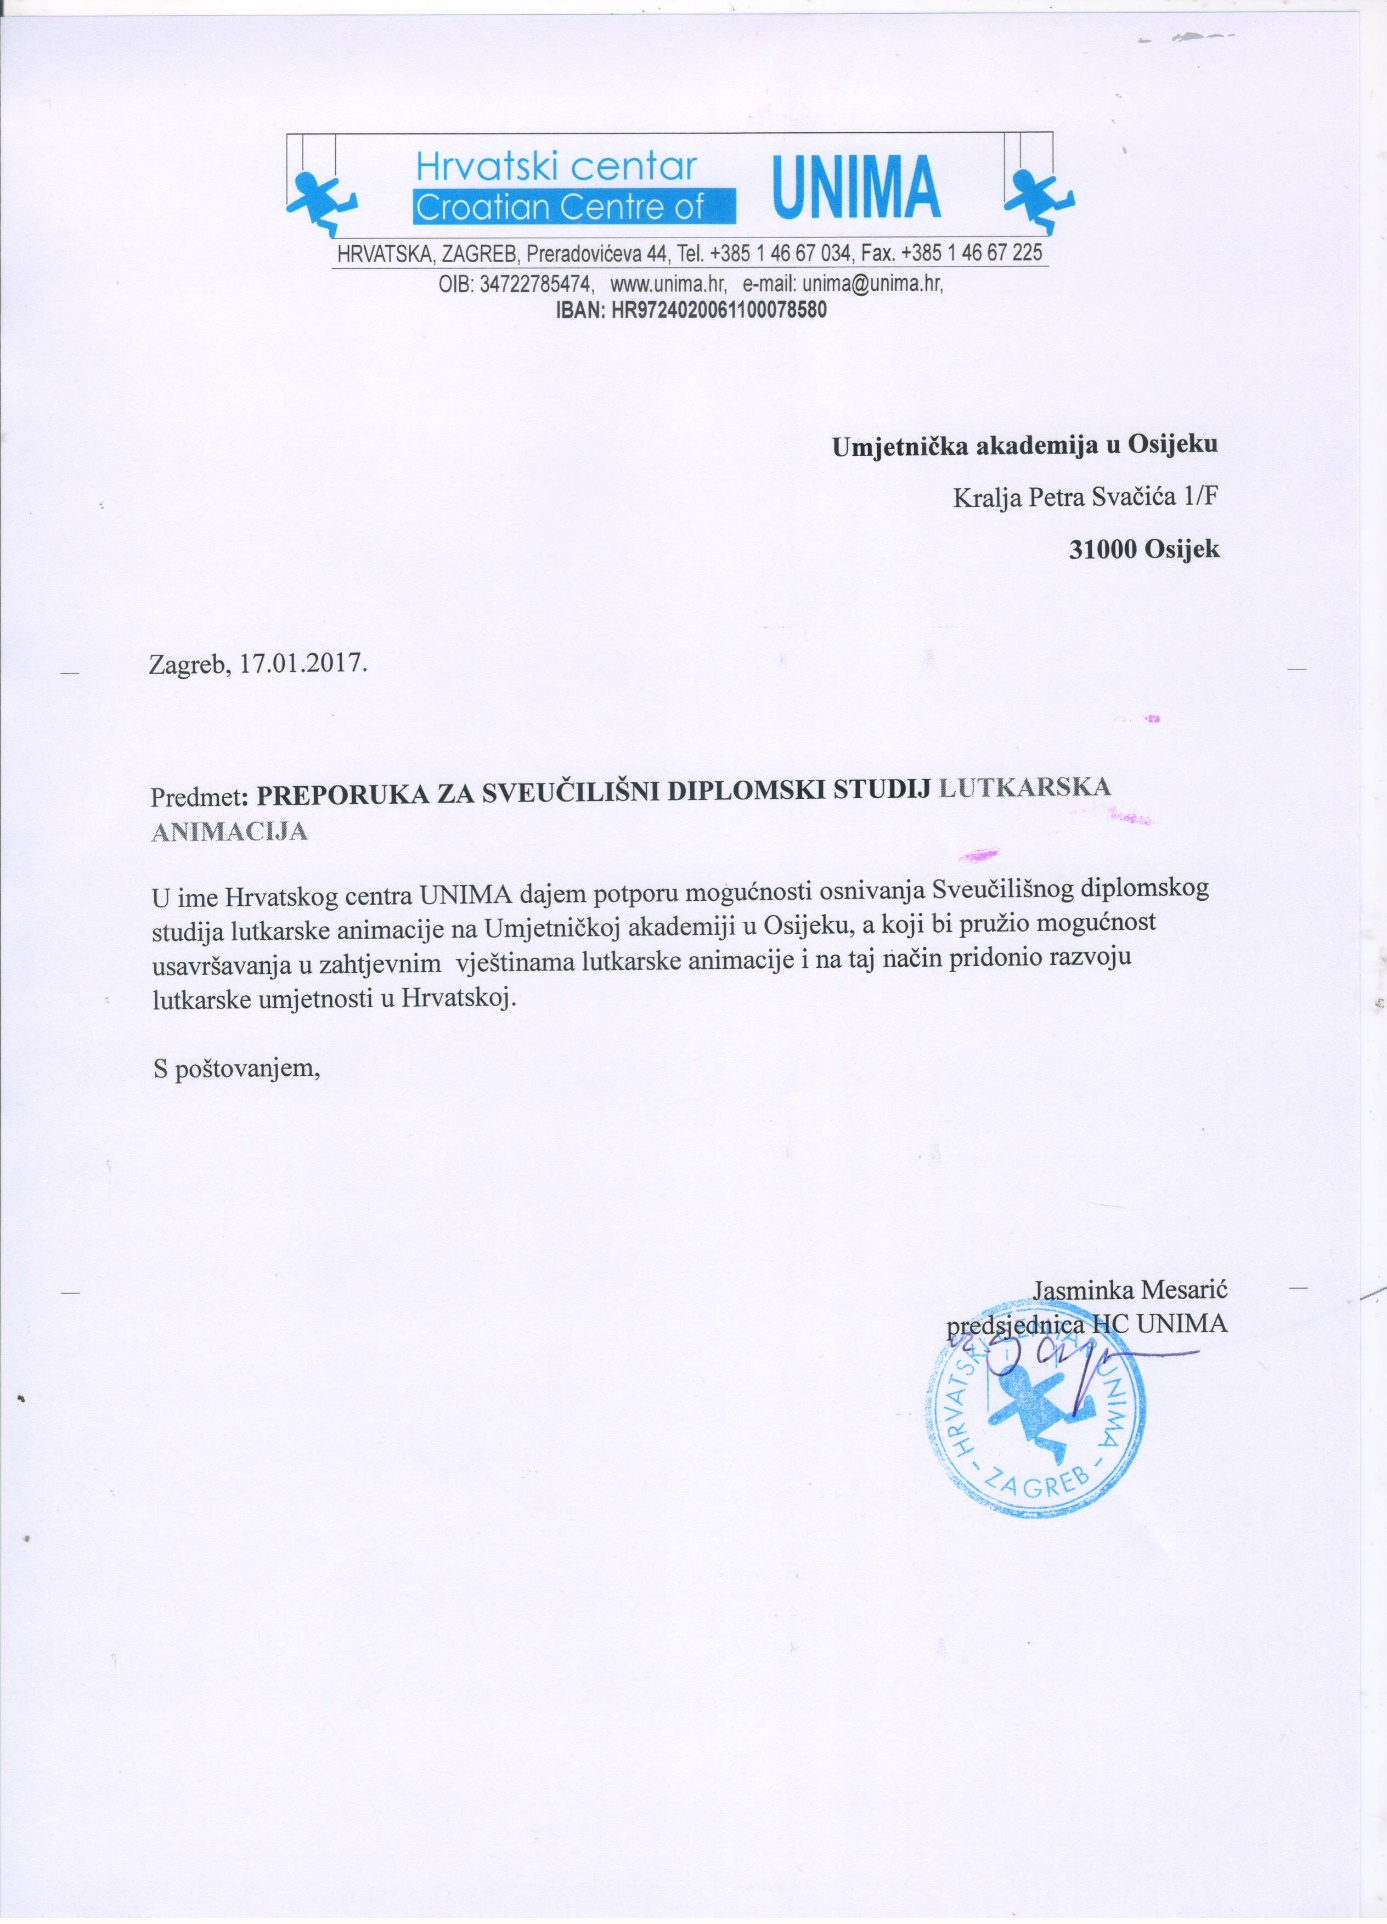 Hrvatski centar
Croatian Centre of
UNIMA
HRVATSKA, ZAGREB, Preradovićeva 44, Tel. +385 1 46 67 034, Fax. +385 1 46 67 225
OIB: 34722785474, www.unima.hr, e-mail: unima@unima.hr,
IBAN: HR9724020061100078580
Umjetnička akademija u Osijeku
Kralja Petra Svačića 1/F
31000 Osijek
Zagreb, 17.01.2017.
Predmet: PREPORUKA ZA SVEUČILIŠNI DIPLOMSKI STUDIJ LUTKARSKA
ANIMACIJA
U ime Hrvatskog centra UNIMA dajem potporu mogućnosti osnivanja Sveučilišnog diplomskog
studija lutkarske animacije na Umjetničkoj akademiji u Osijeku, a koji bi pružio mogućnost
usavršavanja u zahtjevnim vještinama lutkarske animacije i na taj način pridonio razvoju
lutkarske umjetnosti u Hrvatskoj.
S poštovanjem,
Jasminka Mesarić
predsjednica HC UNIMA
HRVATSKI CENTAR UNIMA
- ZAGREB -